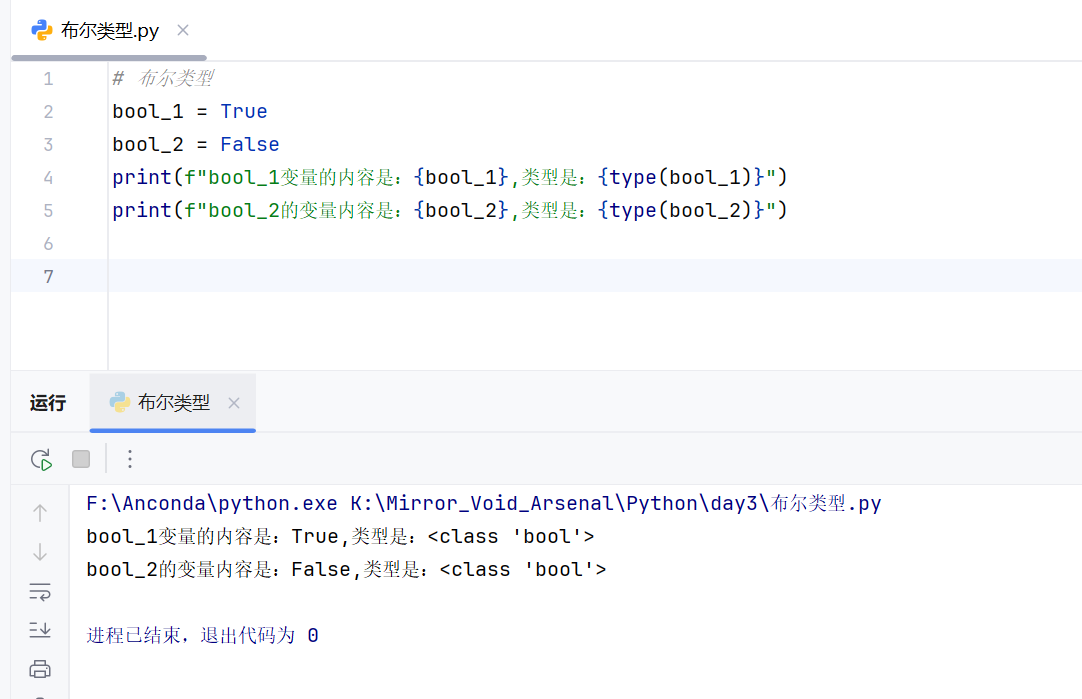 布尔类型.py
1 # 布尔类型
2 bool_1 = True
3 bool_2 = False
4 print(f"bool_1变量的内容是：{bool_1},类型是：{type(bool_1)}")
5 print(f"bool_2的变量内容是：{bool_2},类型是：{type(bool_2)}")
6
7
运行 布尔类型
F:\Anconda\python.exe K:\Mirror_Void_Arsenal\Python\day3\布尔类型.py
bool_1变量的内容是：True,类型是：<class 'bool'>
bool_2的变量内容是：False,类型是：<class 'bool'>
进程已结束，退出代码为 0